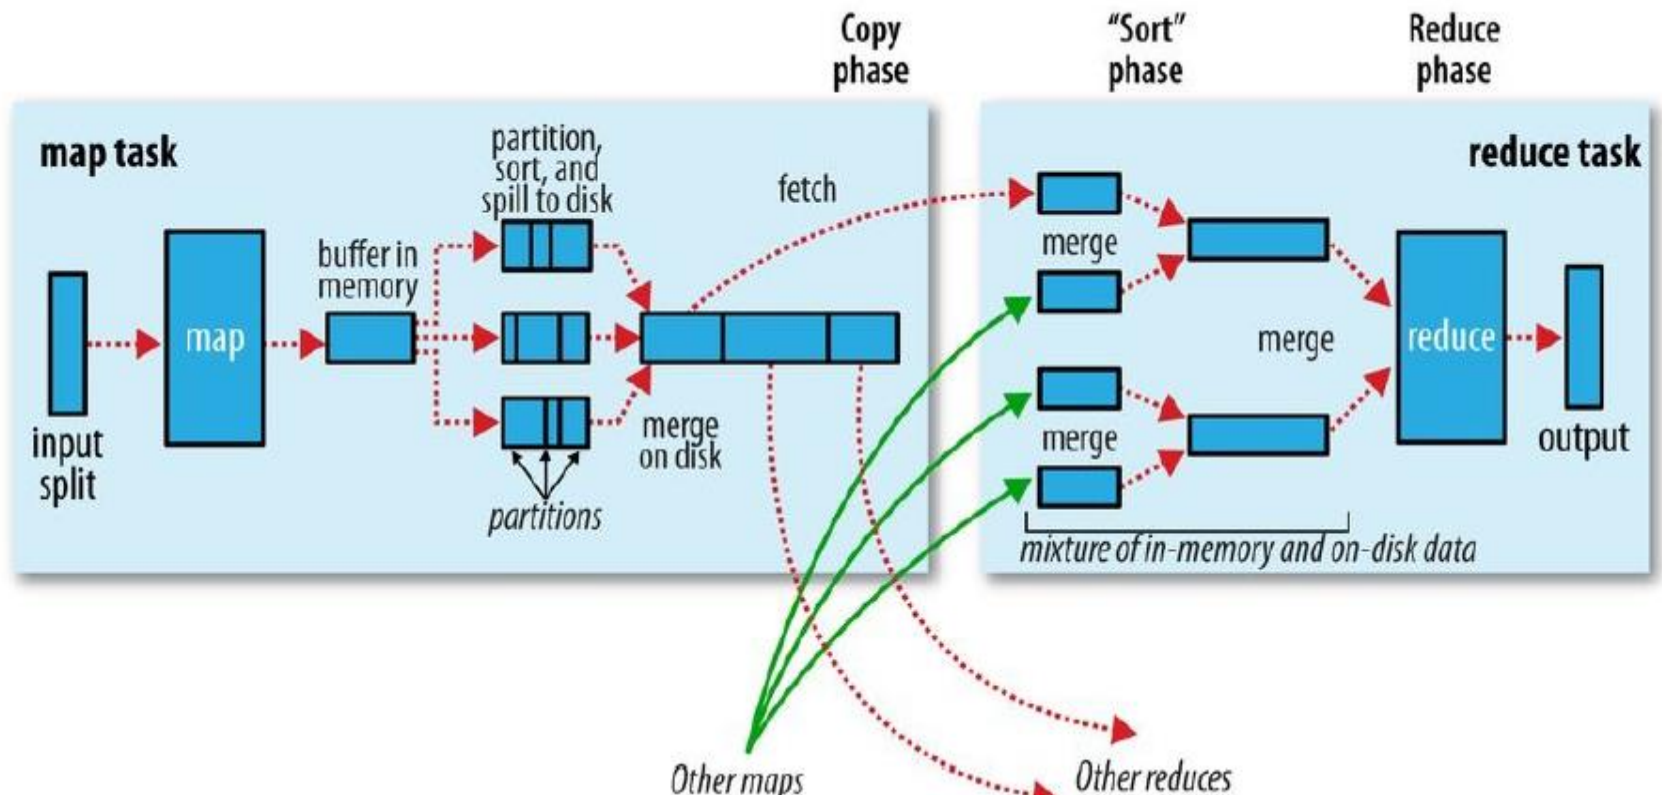 Copy
phase
"Sort"
phase
Reduce
phase
map task
partition,
sort, and
spill to disk
fetch
reduce task
buffer in
memory
map
merge
merge
reduce
input
split
merge
on disk
merge
output
partitions
mixture of in-memory and on-disk data
Other maps
Other reduces